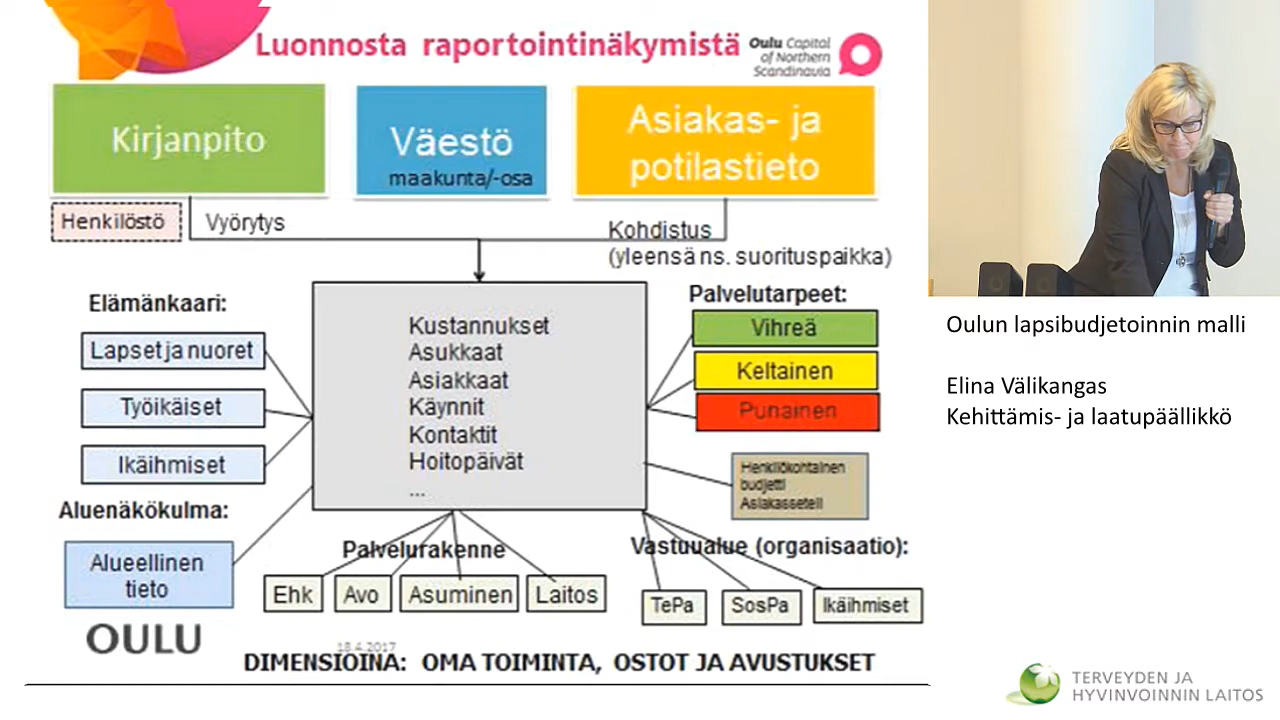 Luonnosta raportointinäkymistä
Oulu Capital
of Northern
Scandinavia
Kirjanpito
Väestö
maakunta/-osa
Asiakas- ja
potilastieto
Henkilöstö
Vyörytys
Kohdistus
(yleensä ns. suorituspaikka)
Elämänkaari:
Lapset ja nuoret
Työikäiset
Ikäihmiset
Aluenäkökulma:
Alueellinen
tieto
Kustannukset
Asukkaat
Asiakkaat
Käynnit
Kontaktit
Hoitopäivät
...
Palvelutarpeet:
Vihreä
Keltainen
Punainen
Henkilökohtainen
budjetti
Asiakasseteli
Palvelurakenne
Ehk
Avo
Asuminen
Laitos
Vastuualue (organisaatio):
TePa
SosPa
Ikäihmiset
OULU
18.4.2017
DIMENSIOINA: OMA TOIMINTA, OSTOT JA AVUSTUKSET
Oulun lapsibudjetoinnin malli
Elina Välikangas
Kehittämis- ja laatupäällikkö
TERVEYDEN JA
HYVINVOINNIN LAITOS